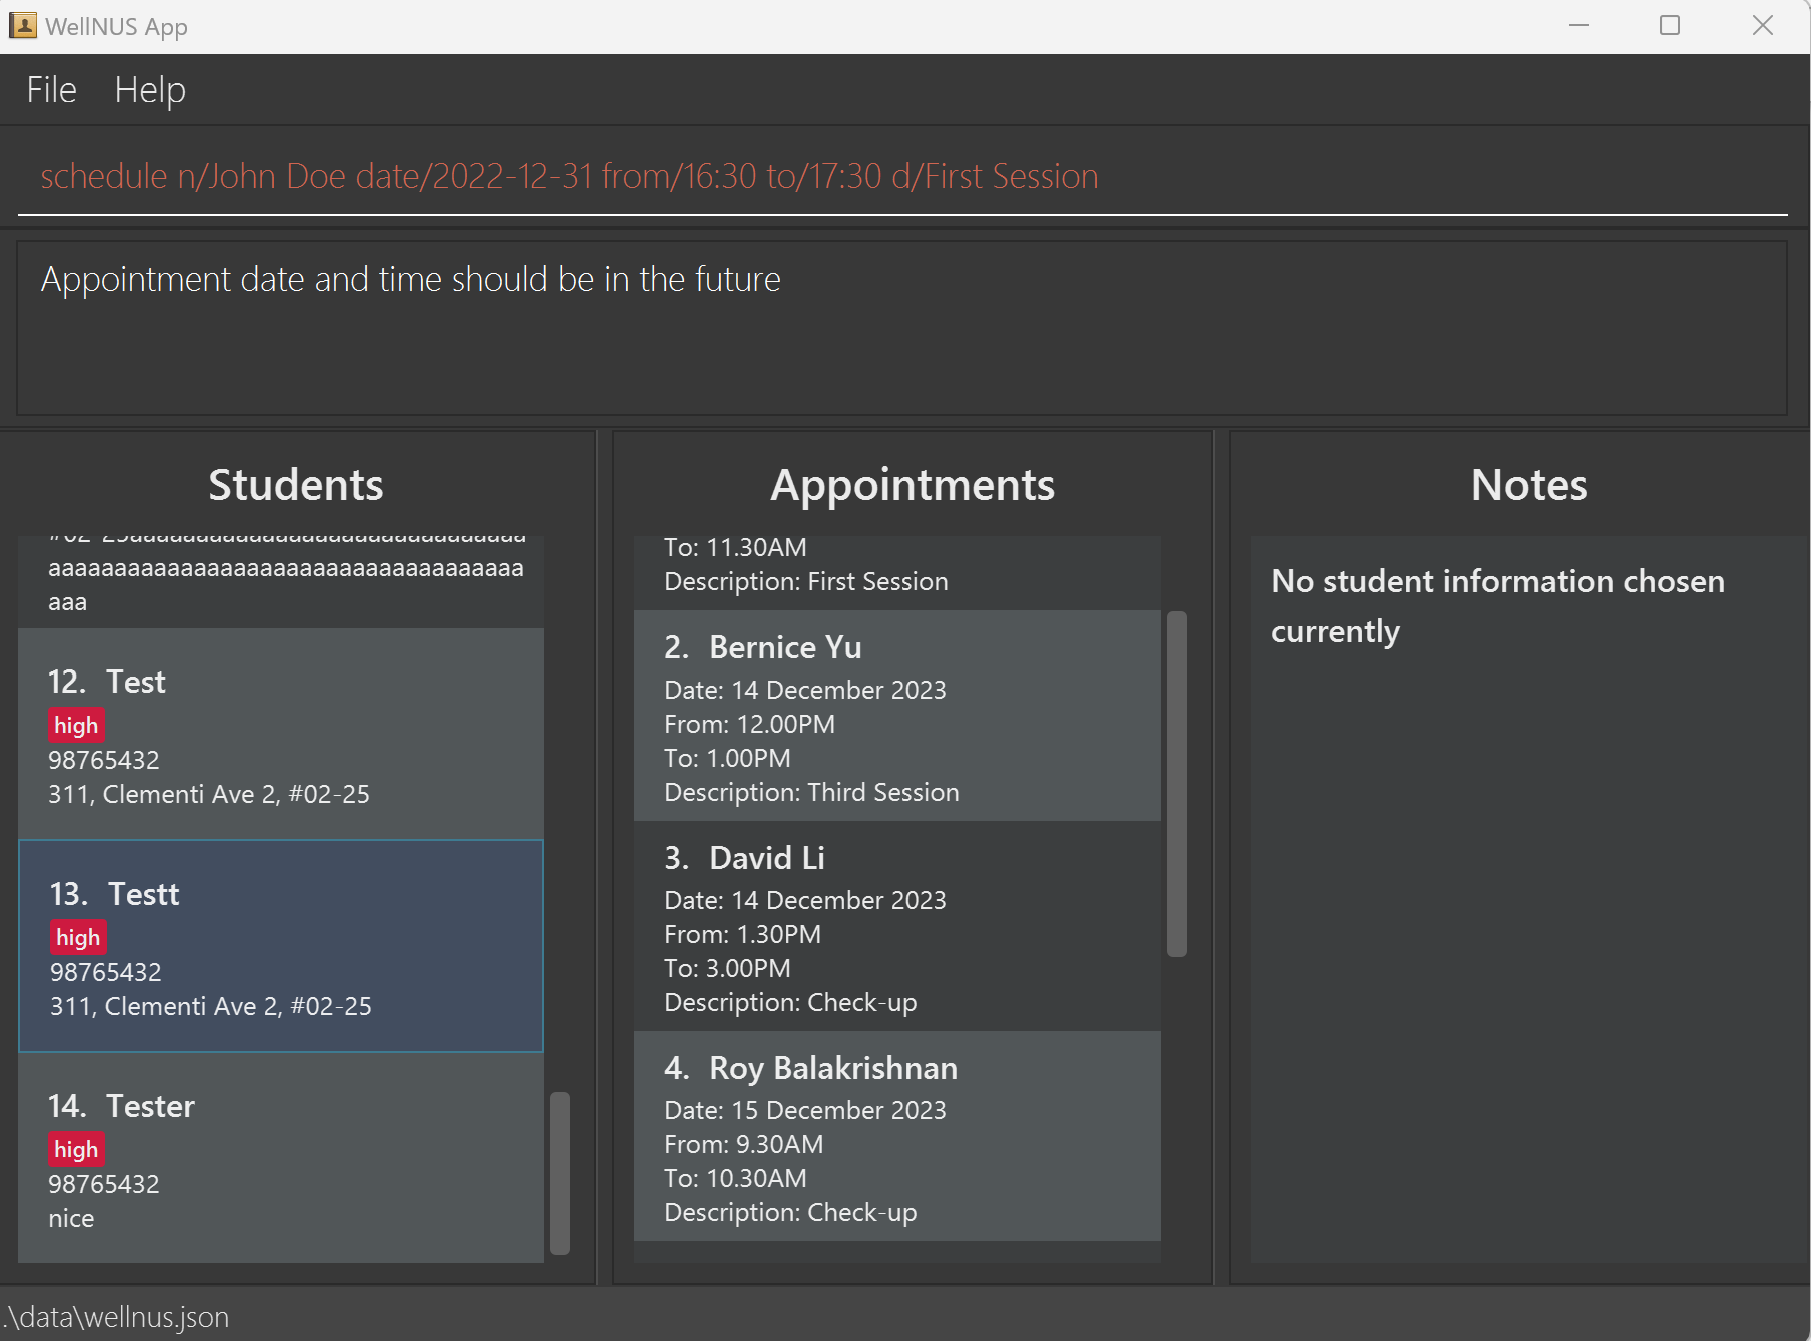 WellNUS App
File Help
schedule n/John Doe date/2022-12-31 from/16:30 to/17:30 d/First Session
Appointment date and time should be in the future
Students
aaaaaaaaaaaaaaaaaaaaaaaaaaaaaaaaaaaa
aaa
12. Test
high
98765432
311, Clementi Ave 2, #02-25
13. Testt
high
98765432
311, Clementi Ave 2, #02-25
14. Tester
high
98765432
nice
Appointments
To: 11.30AM
Description: First Session
2. Bernice Yu
Date: 14 December 2023
From: 12.00PM
To: 1.00PM
Description: Third Session
3. David Li
Date: 14 December 2023
From: 1.30PM
To: 3.00PM
Description: Check-up
4. Roy Balakrishnan
Date: 15 December 2023
From: 9.30AM
To: 10.30AM
Description: Check-up
Notes
No student information chosen
currently
.\data\wellnus.json